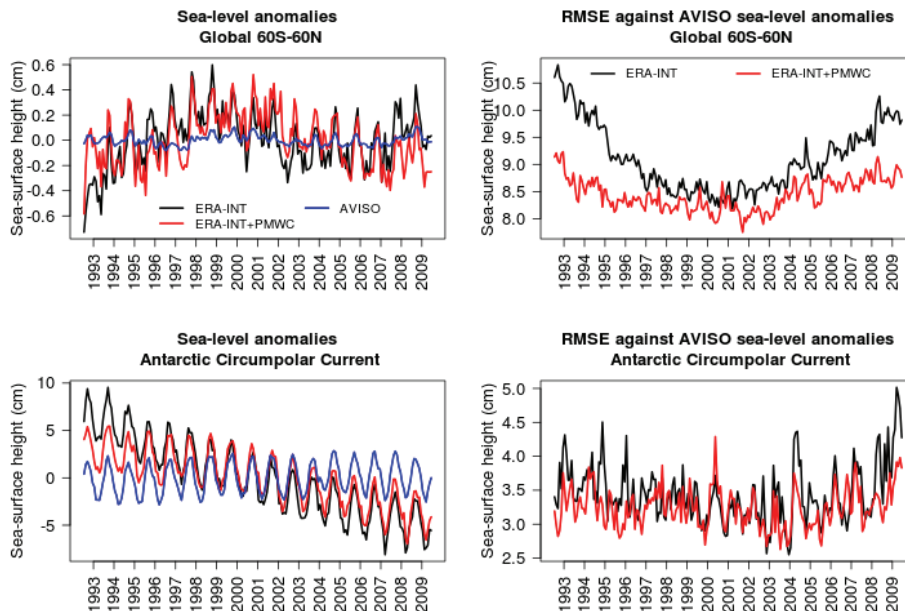 Sea-level anomalies
Global 60S-60N
Sea-surface height (cm)
0.6
0.4
0.2
0.0
-0.2
-0.4
-0.6
ERA-INT
AVISO
ERA-INT+PMWC
1993 1994 1995 1996 1997 1998 1999 2000 2001 2002 2003 2004 2005 2006 2007 2008 2009
RMSE against AVISO sea-level anomalies
Global 60S-60N
Sea-surface height (cm)
10.5
10.0
9.5
9.0
8.5
8.0
ERA-INT
ERA-INT+PMWC
1993 1994 1995 1996 1997 1998 1999 2000 2001 2002 2003 2004 2005 2006 2007 2008 2009
Sea-level anomalies
Antarctic Circumpolar Current
Sea-surface height (cm)
10
5
0
-5
1993 1994 1995 1996 1997 1998 1999 2000 2001 2002 2003 2004 2005 2006 2007 2008 2009
RMSE against AVISO sea-level anomalies
Antarctic Circumpolar Current
Sea-surface height (cm)
5.0
4.5
4.0
3.5
3.0
2.5
1993 1994 1995 1996 1997 1998 1999 2000 2001 2002 2003 2004 2005 2006 2007 2008 2009